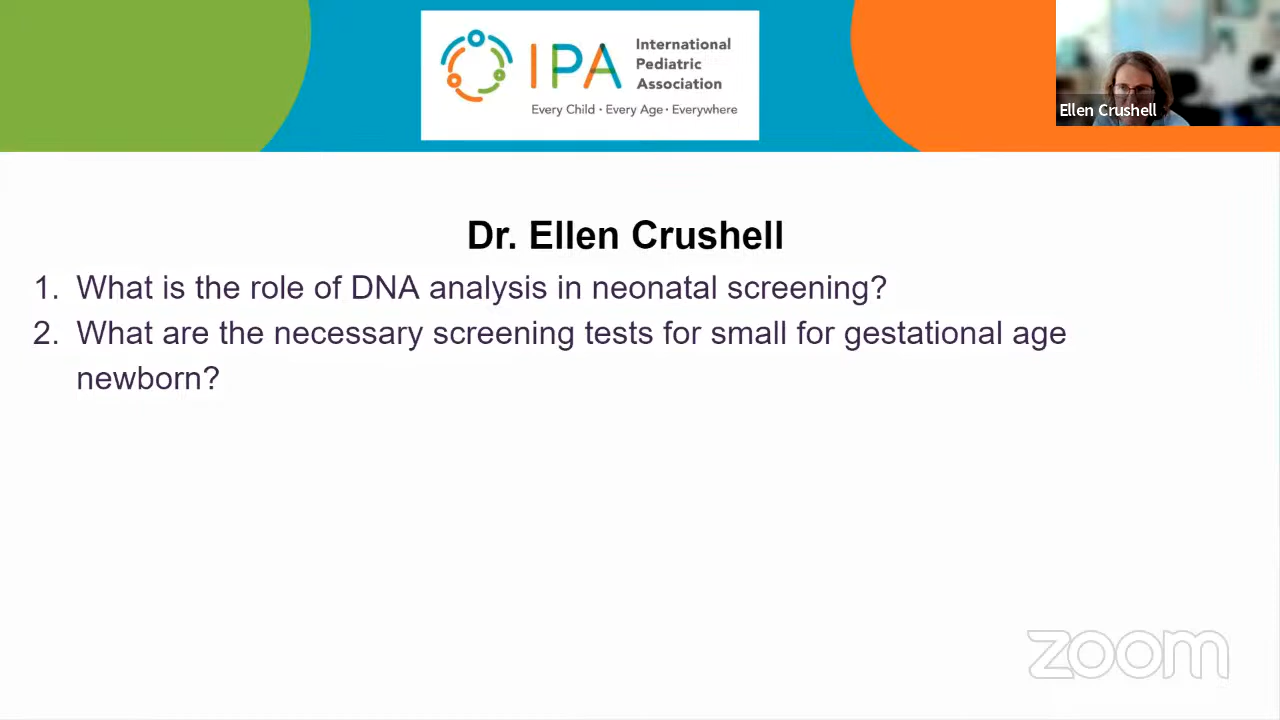 IPA
International
Pediatric
Association
Every Child · Every Age · Everywhere
Ellen Crushell
Dr. Ellen Crushell
1. What is the role of DNA analysis in neonatal screening?
2. What are the necessary screening tests for small for gestational age
newborn?
zoom